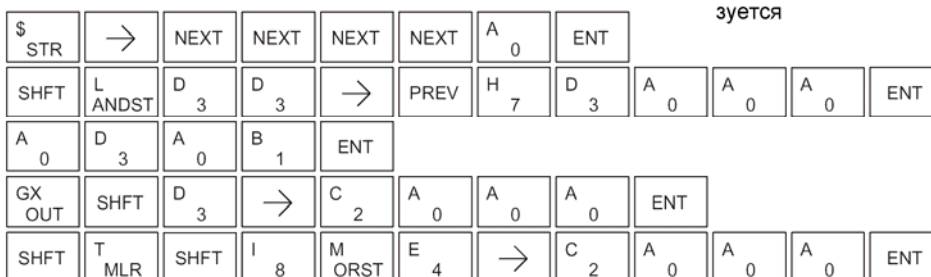 зуется
$ STR → NEXT NEXT NEXT NEXT A 0 ENT
SHFT L ANDST D 3 D 3 → PREV H 7 D 3 A 0 A 0 A 0 ENT
A 0 D 3 A 0 B 1 ENT
GX OUT SHFT D 3 → C 2 A 0 A 0 A 0 ENT
SHFT T MLR SHFT I 8 M ORST E 4 → C 2 A 0 A 0 A 0 ENT